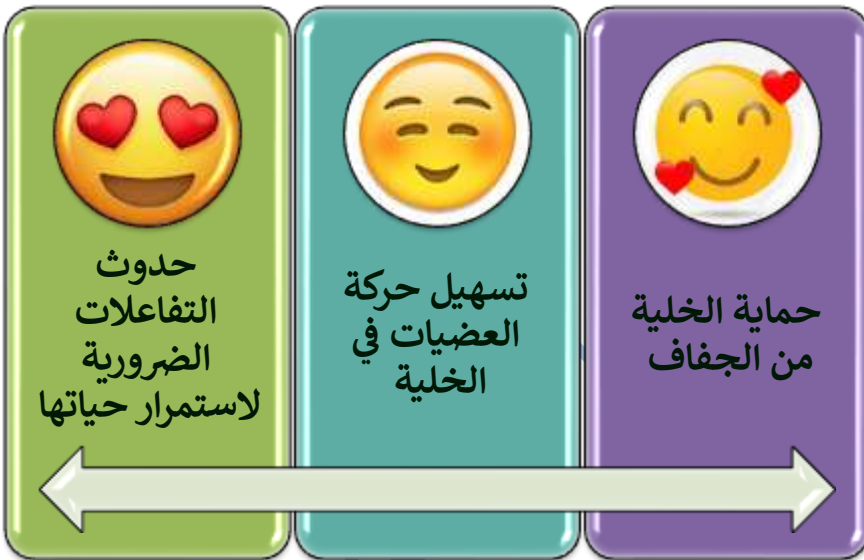 حماية الخلية
من الجفاف
تسهيل حركة
العضيات في
الخلية
حدوث
التفاعلات
الضرورية
لاستمرار حياتها